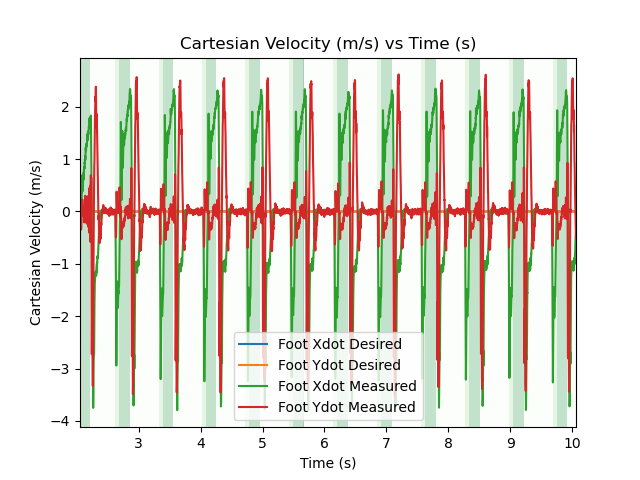 Cartesian Velocity (m/s) vs Time (s)
Cartesian Velocity (m/s)
2
1
0
−1
−2
−3
−4
Foot Xdot Desired
Foot Ydot Desired
Foot Xdot Measured
Foot Ydot Measured
3 4 5 6 7 8 9 10
Time (s)